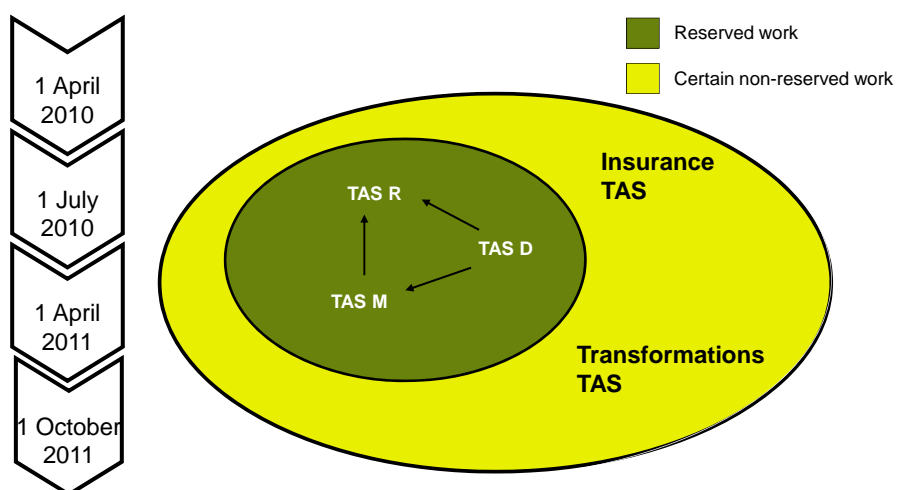 Reserved work
Certain non-reserved work
1 April
2010
1 July
2010
1 April
2011
1 October
2011
Insurance
TAS
TAS R
TAS D
TAS M
Transformations
TAS